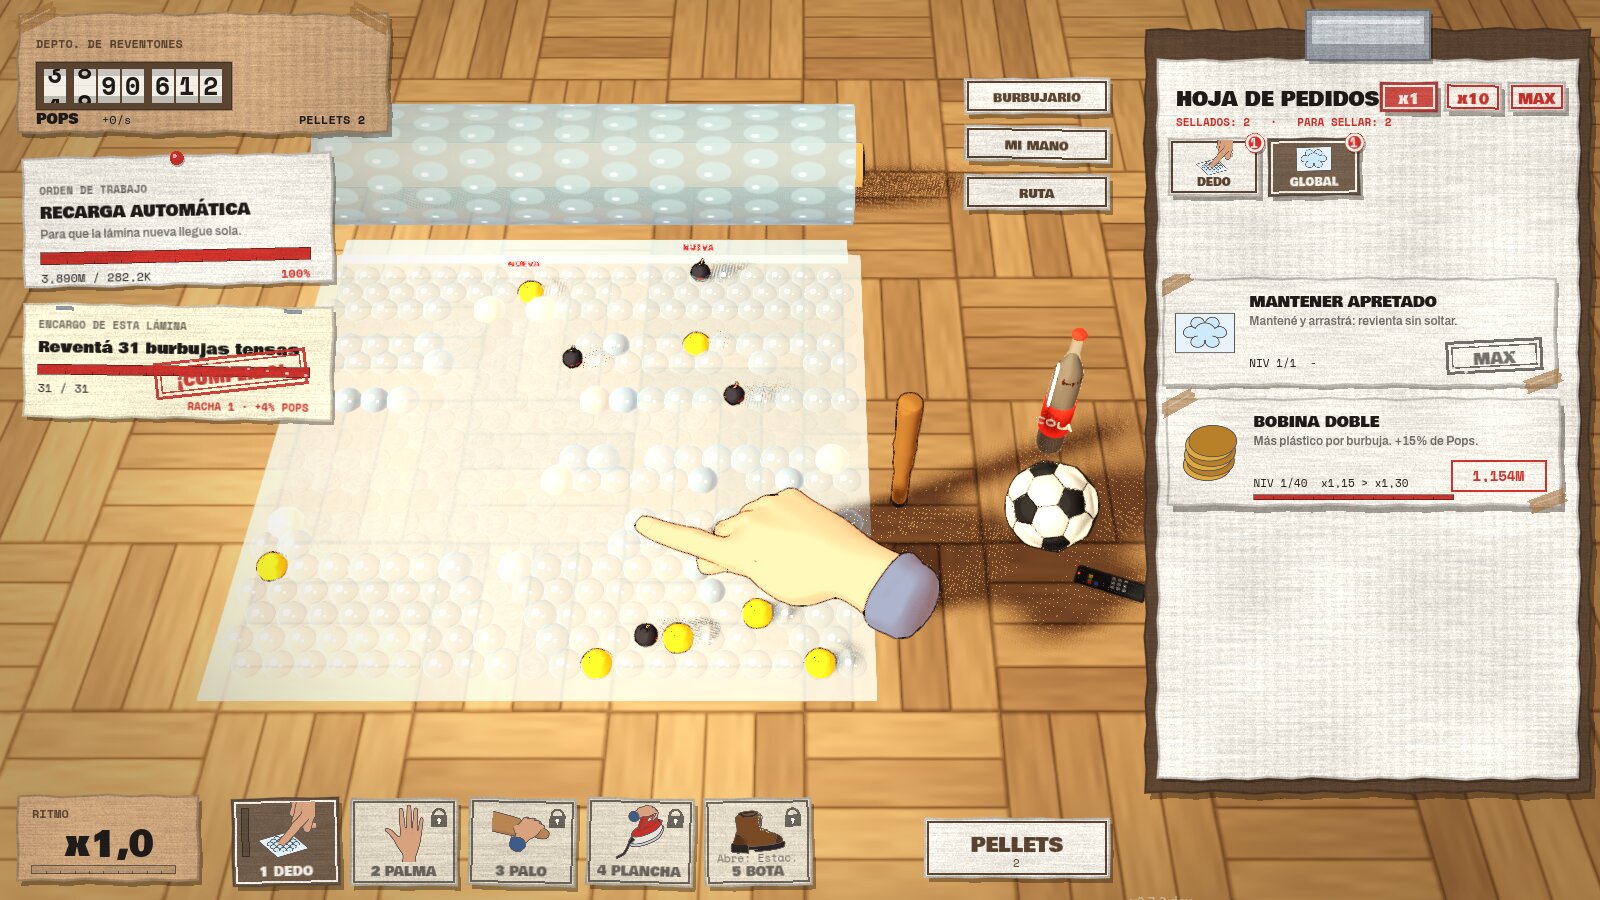 DEPTO. DE REVENTONES
90612
POPS +0/s PELLETS 2
ORDEN DE TRABAJO
RECARGA AUTOMÁTICA
Para que la lámina nueva llegue sola.
3.890M / 282.2K 100%
ENCARGO DE ESTA LÁMINA
Reventá 31 burbujas tensas
31 / 31
RACHA 1 · +4% POPS
NUEVA
BURBUJARIO
MI MANO
RUTA
HOJA DE PEDIDOS x1 x10 MAX
SELLADOS: 2 · PARA SELLAR: 2
DEDO 1
GLOBAL 1
MANTENER APRETADO
Mantené y arrastrá: revienta sin soltar.
NIV 1/1 -
MAX
BOBINA DOBLE
Más plástico por burbuja. +15% de Pops.
NIV 1/40 x1,15 > x1,30
1,154M
COLA
RITMO
x1,0
1 DEDO
2 PALMA
3 PALO
4 PLANCHA
Abre: Estac.
5 BOTA
PELLETS
2